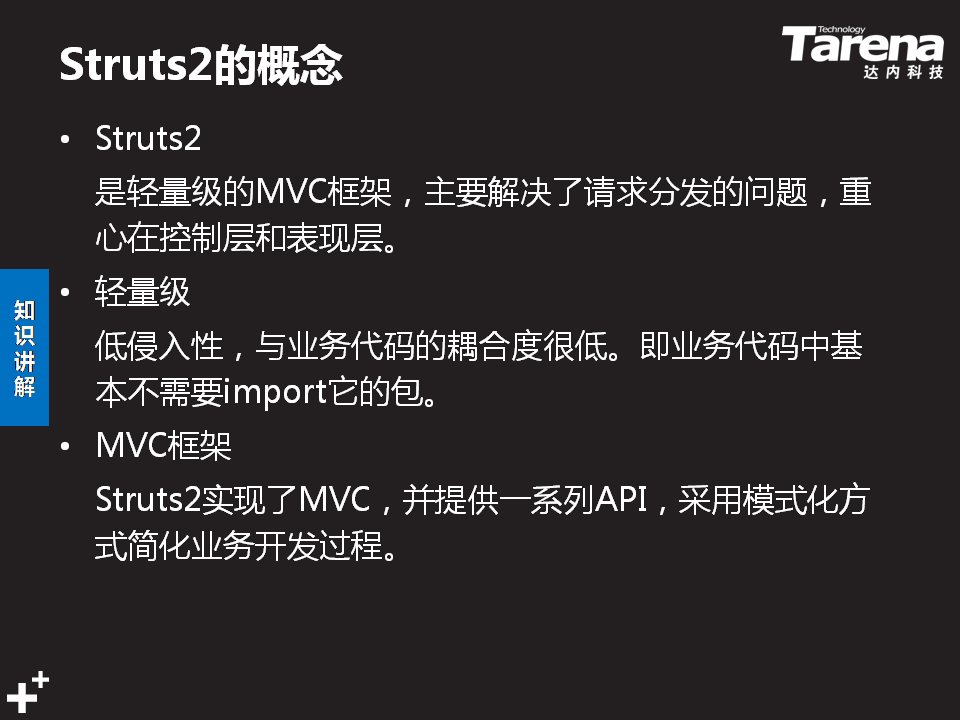 Struts2的概念
Technology
Tarena
达内科技
• Struts2
是轻量级的MVC框架，主要解决了请求分发的问题，重
心在控制层和表现层。
• 轻量级
低侵入性，与业务代码的耦合度很低。即业务代码中基
本不需要import它的包。
• MVC框架
Struts2实现了MVC，并提供一系列API，采用模式化方
式简化业务开发过程。
知识讲解